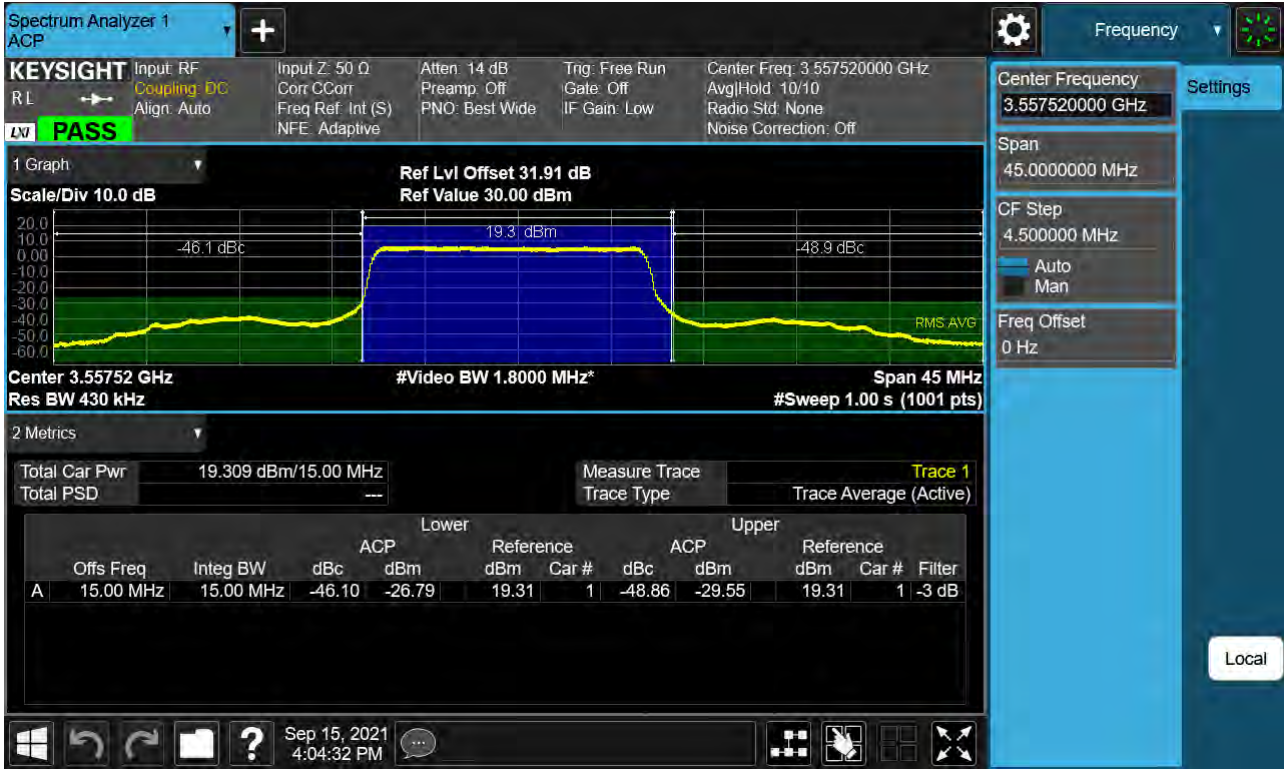 Spectrum Analyzer 1
ACP
+
Frequency
KEYSIGHT Input: RF Input Z: 50 Ω Atten: 14 dB Trig: Free Run Center Freq: 3.557520000 GHz
Coupling: DC Corr CCorr Preamp: Off Gate: Off Avg|Hold: 10/10
RL Align: Auto Freq Ref: Int (S) PNO: Best Wide IF Gain: Low Radio Std: None
LXI PASS NFE: Adaptive Noise Correction: Off
Center Frequency
3.557520000 GHz
Settings
Span
45.0000000 MHz
CF Step
4.500000 MHz
Auto
Man
Freq Offset
0 Hz
Local
1 Graph
Scale/Div 10.0 dB
Ref Lvl Offset 31.91 dB
Ref Value 30.00 dBm
20.0
10.0
0.00
-10.0
-20.0
-30.0
-40.0
-50.0
-60.0
-46.1 dBc
19.3 dBm
-48.9 dBc
RMS AVG
Center 3.55752 GHz #Video BW 1.8000 MHz* Span 45 MHz
Res BW 430 kHz #Sweep 1.00 s (1001 pts)
2 Metrics
Total Car Pwr 19.309 dBm/15.00 MHz Measure Trace Trace 1
Total PSD --- Trace Type Trace Average (Active)
Lower Upper
ACP Reference ACP Reference
Offs Freq Integ BW dBc dBm dBm Car # dBc dBm dBm Car # Filter
A 15.00 MHz 15.00 MHz -46.10 -26.79 19.31 1 -48.86 -29.55 19.31 1 -3 dB
? Sep 15, 2021
4:04:32 PM